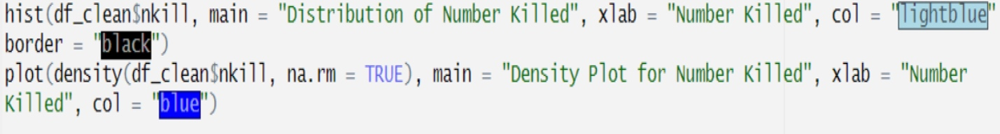 hist(df_clean$nkill, main = "Distribution of Number Killed", xlab = "Number Killed", col = "lightblue"
border = "black")
plot(density(df_clean$nkill, na.rm = TRUE), main = "Density Plot for Number Killed", xlab = "Number
Killed", col = "blue")